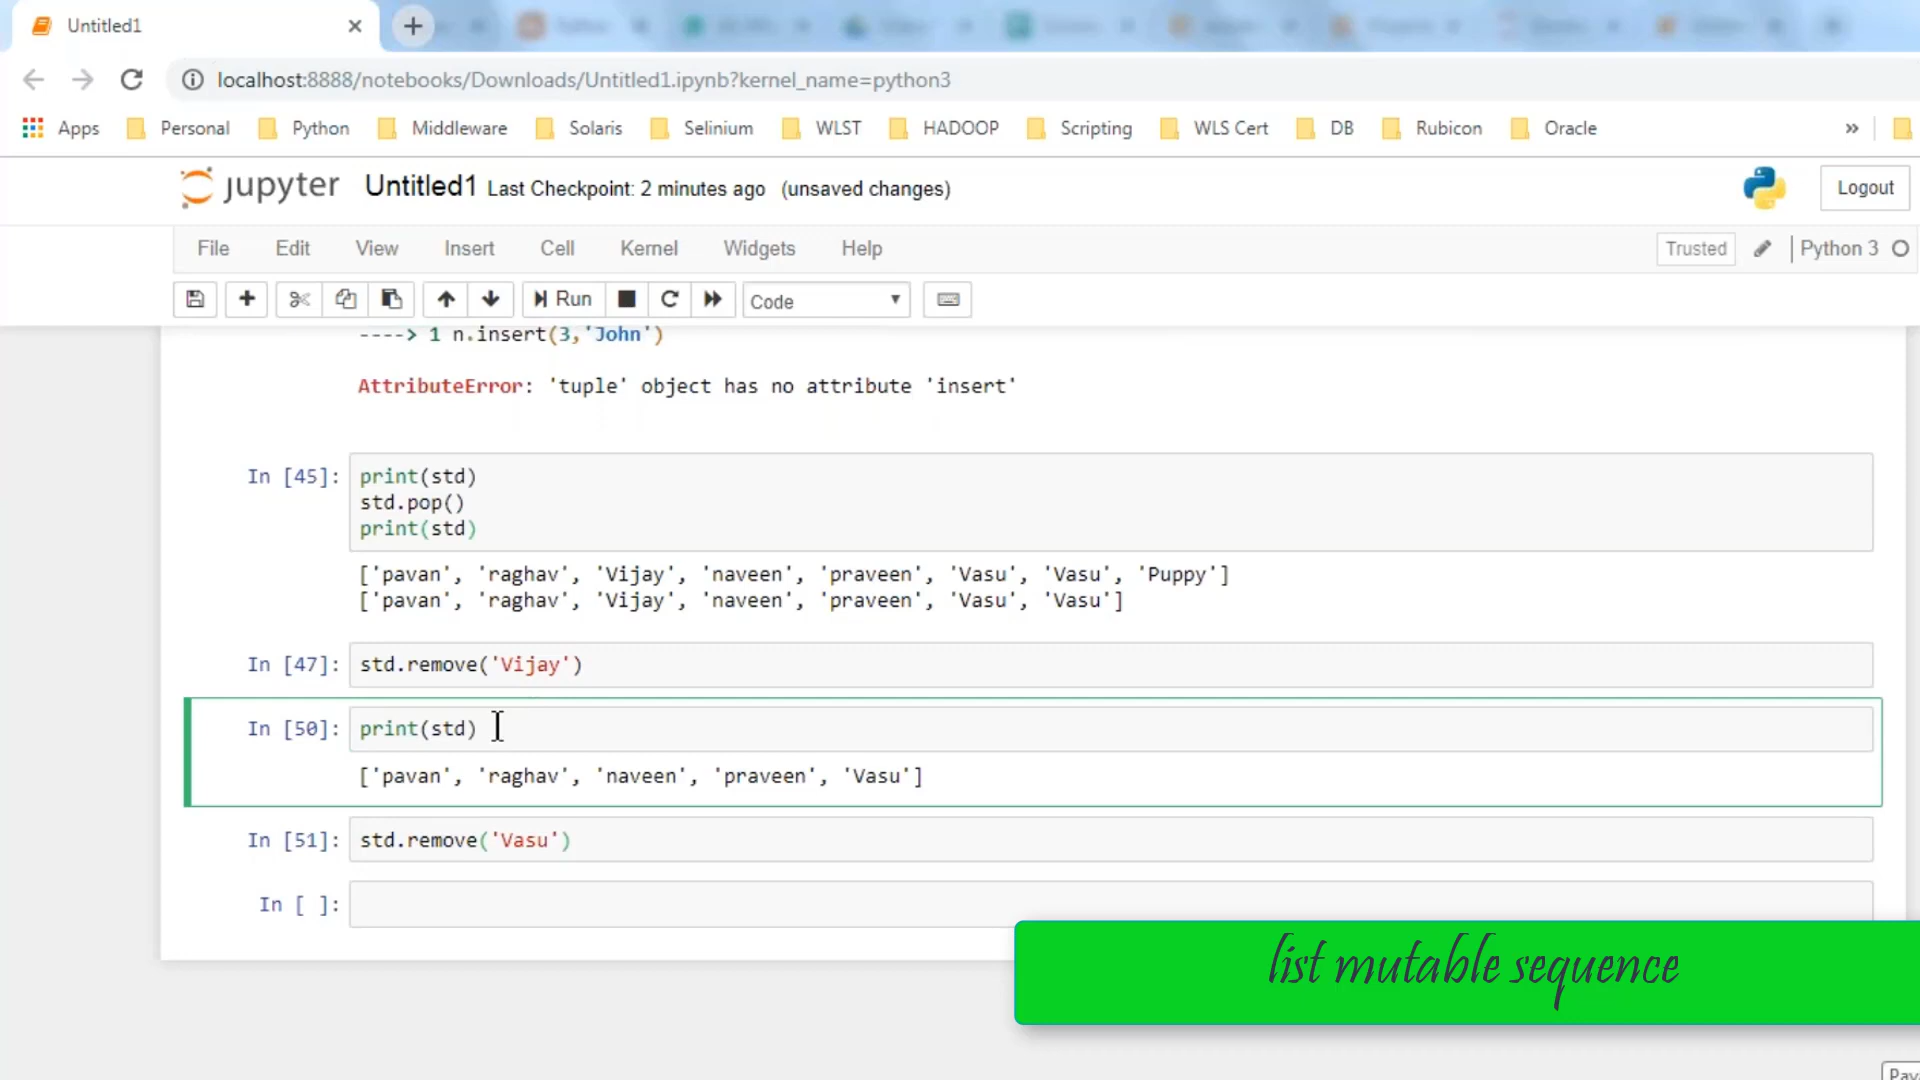 Untitled1
localhost:8888/notebooks/Downloads/Untitled1.ipynb?kernel_name=python3
Apps Personal Python Middleware Solaris Selinium WLST HADOOP Scripting WLS Cert DB Rubicon Oracle »
jupyter Untitled1 Last Checkpoint: 2 minutes ago (unsaved changes) Logout
File Edit View Insert Cell Kernel Widgets Help Trusted Python 3
Run Code
----> 1 n.insert(3,'John')
AttributeError: 'tuple' object has no attribute 'insert'
In [45]: print(std)
std.pop()
print(std)
['pavan', 'raghav', 'Vijay', 'naveen', 'praveen', 'Vasu', 'Vasu', 'Puppy']
['pavan', 'raghav', 'Vijay', 'naveen', 'praveen', 'Vasu', 'Vasu']
In [47]: std.remove('Vijay')
In [50]: print(std)
['pavan', 'raghav', 'naveen', 'praveen', 'Vasu']
In [51]: std.remove('Vasu')
In [ ]:
list mutable sequence